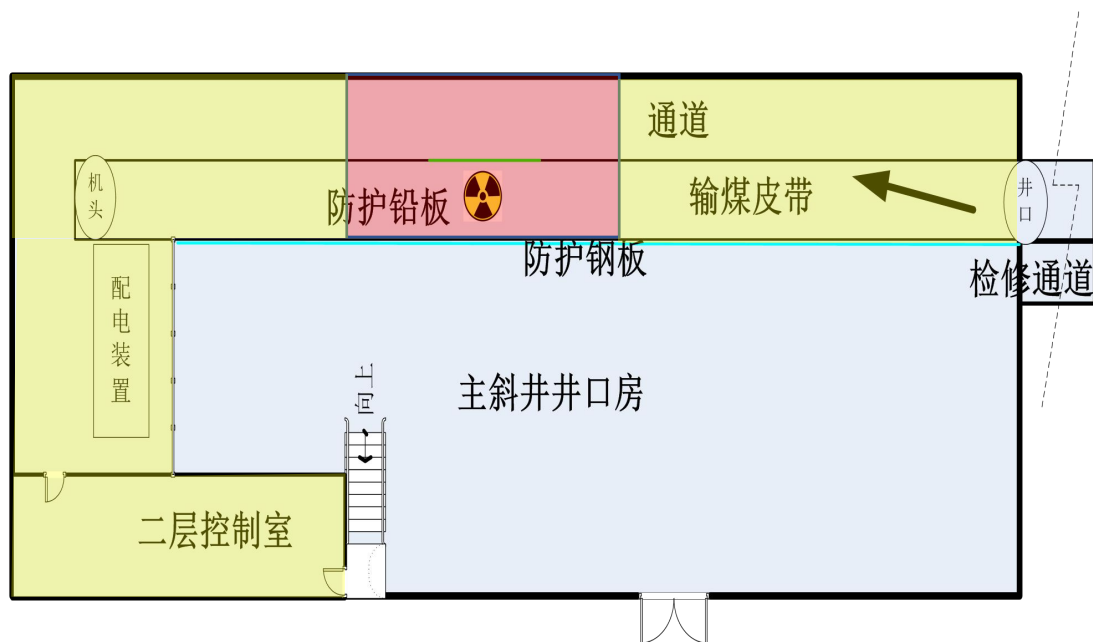 通道
机头
防护铅板
输煤皮带
井口
防护钢板
检修通道
配电装置
向上
主斜井井口房
二层控制室